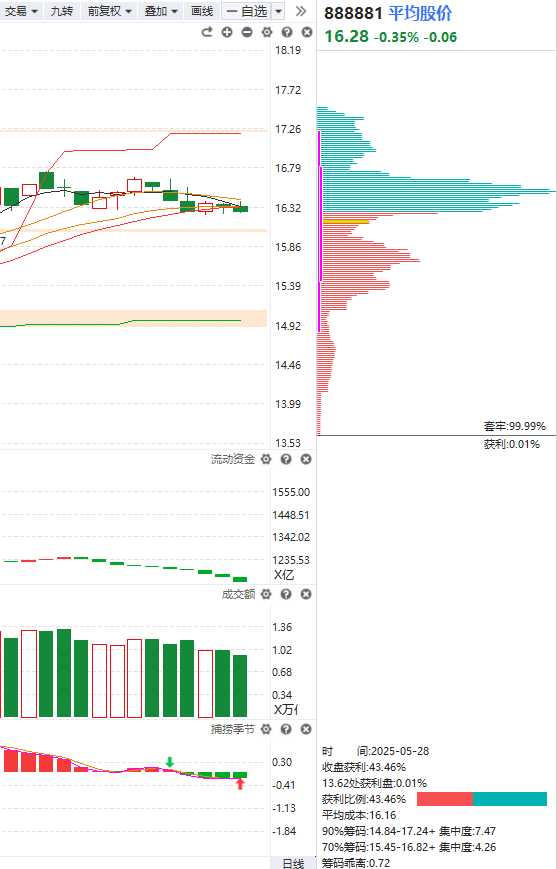 交易 九转 前复权 叠加 画线 一 自选
888881 平均股价
16.28 -0.35% -0.06
18.19
17.72
17.26
16.79
16.32
15.86
15.39
14.92
14.46
13.99
13.53
7
套牢:99.99%
获利:0.01%
流动资金
1555.00
1448.51
1342.02
1235.53
X亿
成交额
1.36
1.02
0.68
0.34
X万亿
捕捞季节
0.30
-0.41
-1.13
-1.84
日线
时 间:2025-05-28
收盘获利:43.46%
13.62处获利盘:0.01%
获利比例:43.46%
平均成本:16.16
90%筹码:14.84-17.24+ 集中度:7.47
70%筹码:15.45-16.82+ 集中度:4.26
筹码乖离:0.72